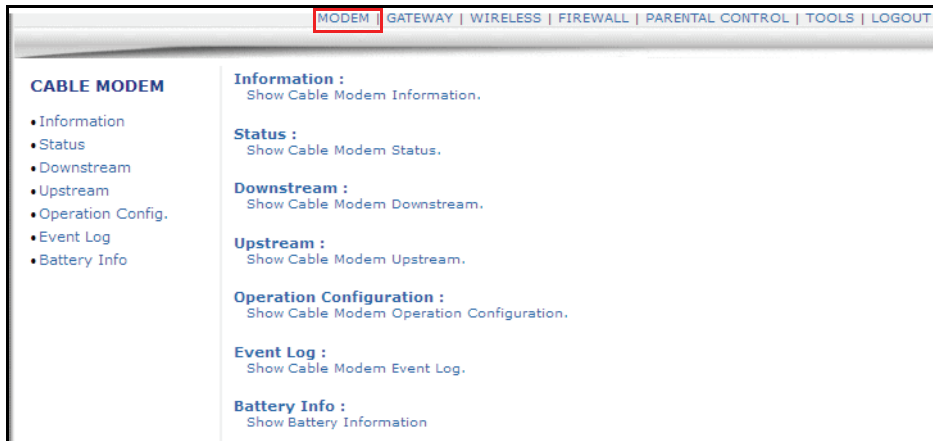 MODEM | GATEWAY | WIRELESS | FIREWALL | PARENTAL CONTROL | TOOLS | LOGOUT
CABLE MODEM
•Information
•Status
•Downstream
•Upstream
•Operation Config.
•Event Log
•Battery Info
Information :
Show Cable Modem Information.
Status :
Show Cable Modem Status.
Downstream :
Show Cable Modem Downstream.
Upstream :
Show Cable Modem Upstream.
Operation Configuration :
Show Cable Modem Operation Configuration.
Event Log :
Show Cable Modem Event Log.
Battery Info :
Show Battery Information